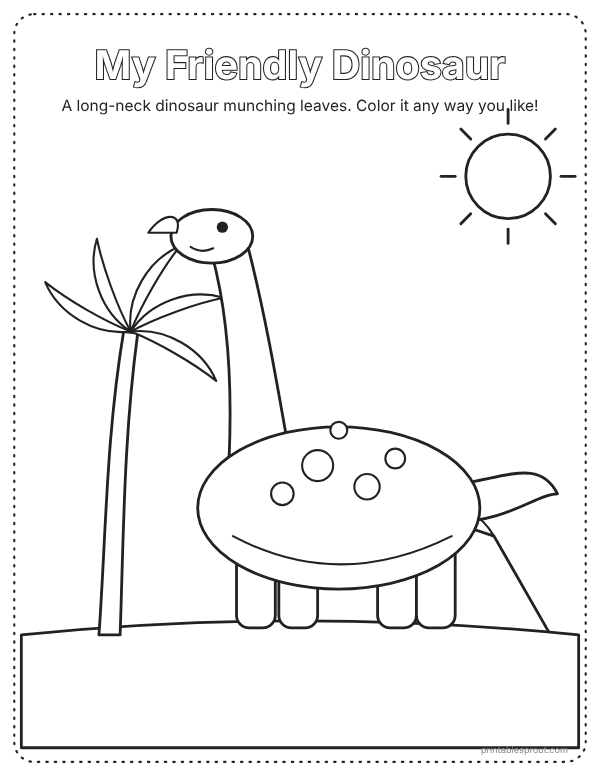 My Friendly Dinosaur
A long-neck dinosaur munching leaves. Color it any way you like!
printablesprout.com